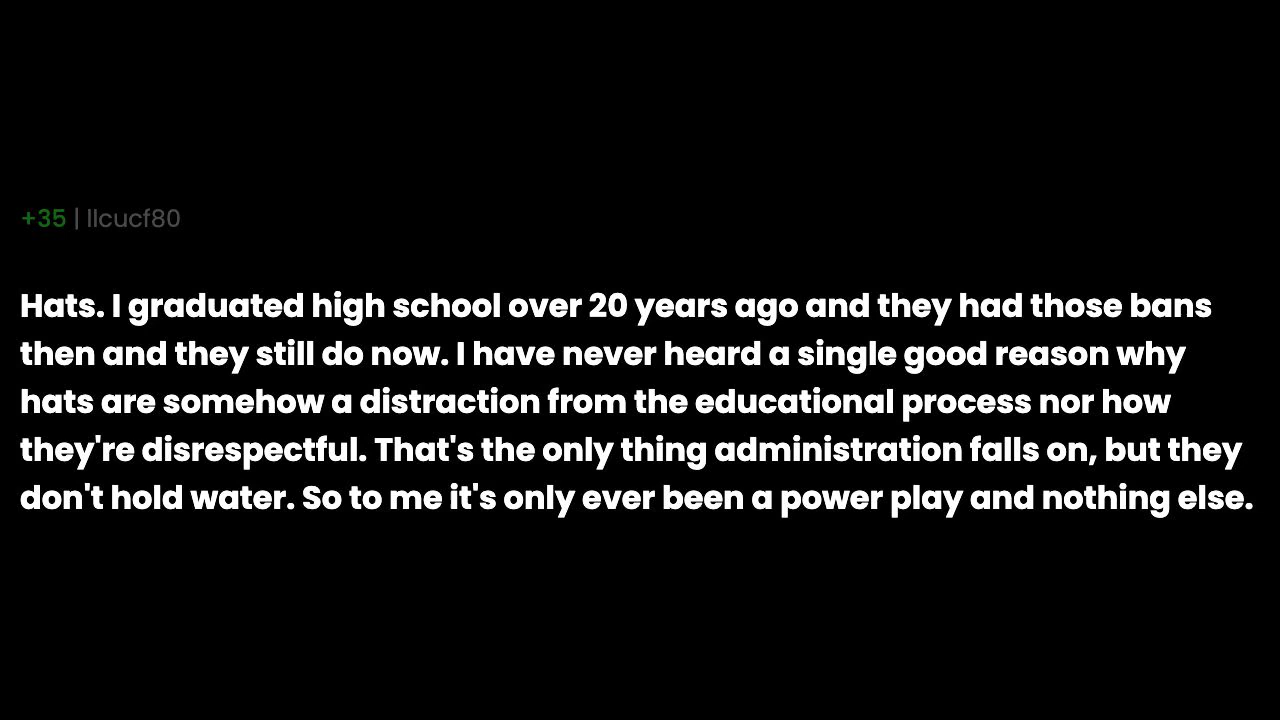 +35 | llcucf80
Hats. I graduated high school over 20 years ago and they had those bans
then and they still do now. I have never heard a single good reason why
hats are somehow a distraction from the educational process nor how
they're disrespectful. That's the only thing administration falls on, but they
don't hold water. So to me it's only ever been a power play and nothing else.